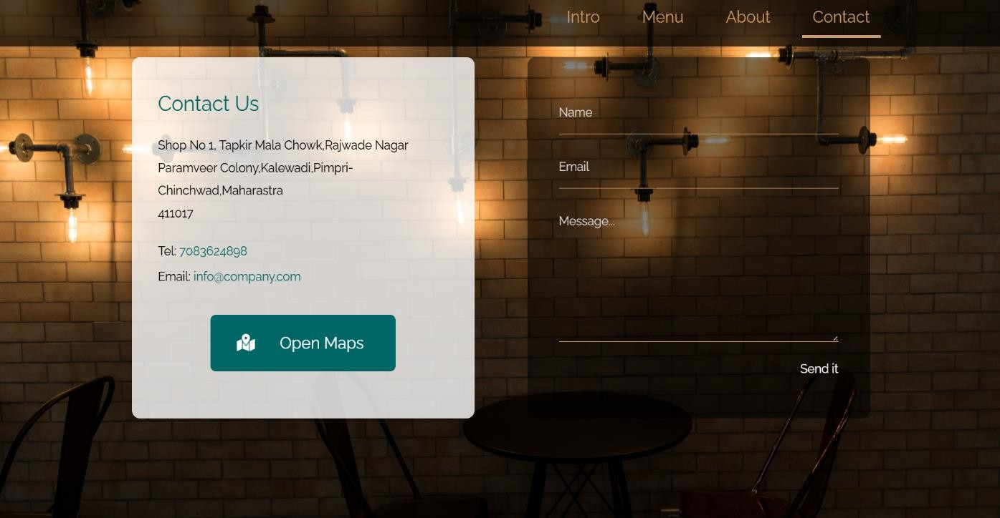 Intro
Menu
About
Contact
Contact Us
Shop No 1, Tapkir Mala Chowk,Rajwade Nagar
Paramveer Colony,Kalewadi,Pimpri-
Chinchwad,Maharastra
411017
Tel: 7083624898
Email: info@company.com
Open Maps
Name
Email
Message...
Send it